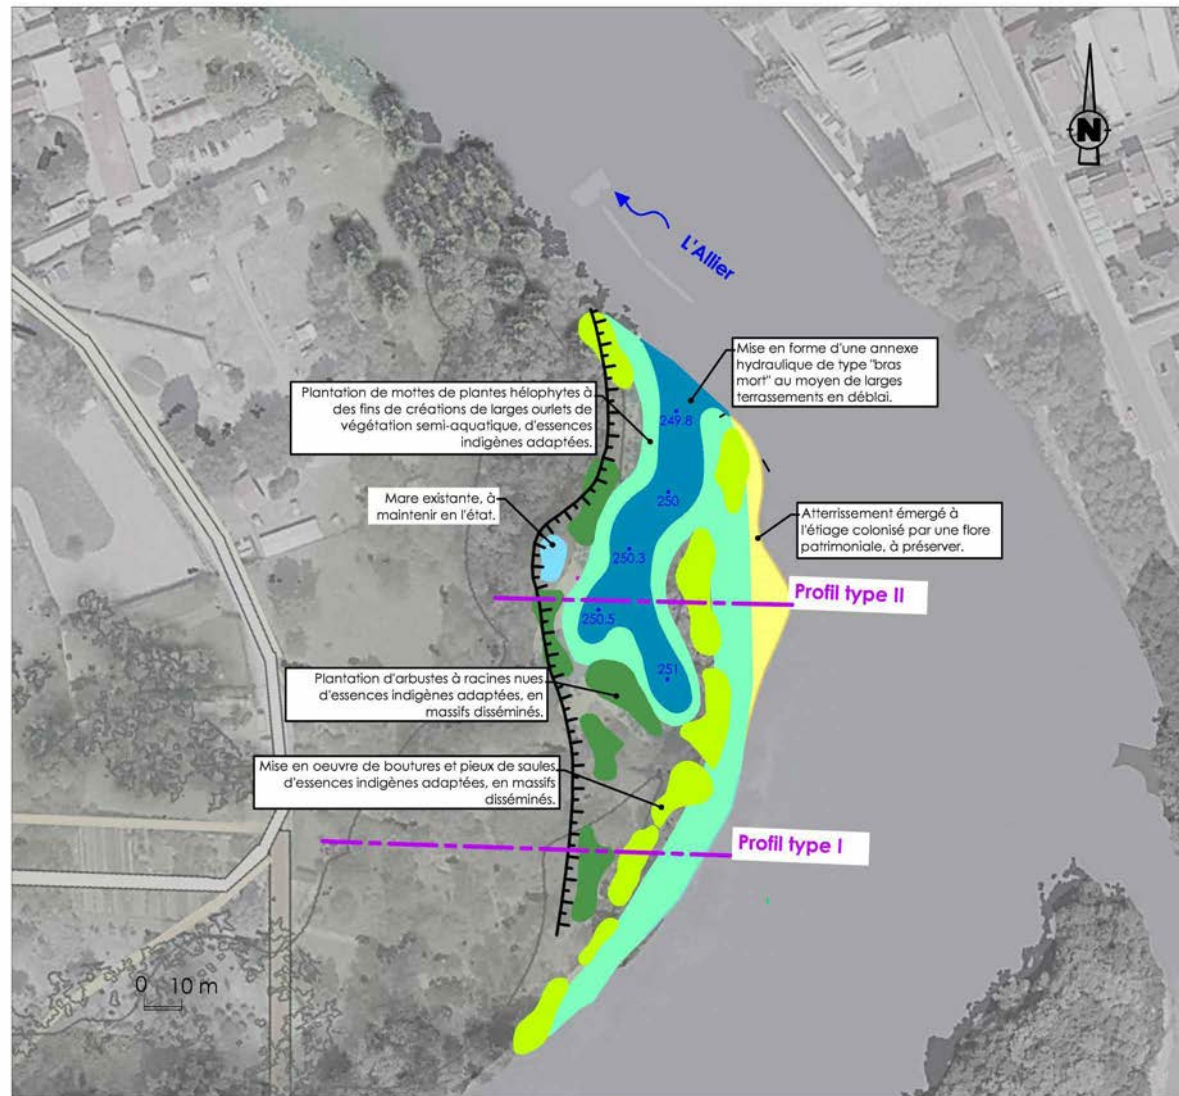 N
L'Allier
Mise en forme d'une annexe
hydraulique de type "bras
mort" au moyen de larges
terrassements en déblai.
Plantation de mottes de plantes hélophytes à
des fins de créations de larges ourlets de
végétation semi-aquatique, d'essences
indigènes adaptées.
249.8
Mare existante, à
maintenir en l'état.
250
Atterrissement émergé à
l'étiage colonisé par une flore
patrimoniale, à préserver.
250.3
Profil type II
250.5
251
Plantation d'arbustes à racines nues
d'essences indigènes adaptées, en
massifs disséminés.
Mise en oeuvre de boutures et pieux de saules
d'essences indigènes adaptées, en massifs
disséminés.
Profil type I
0 10 m